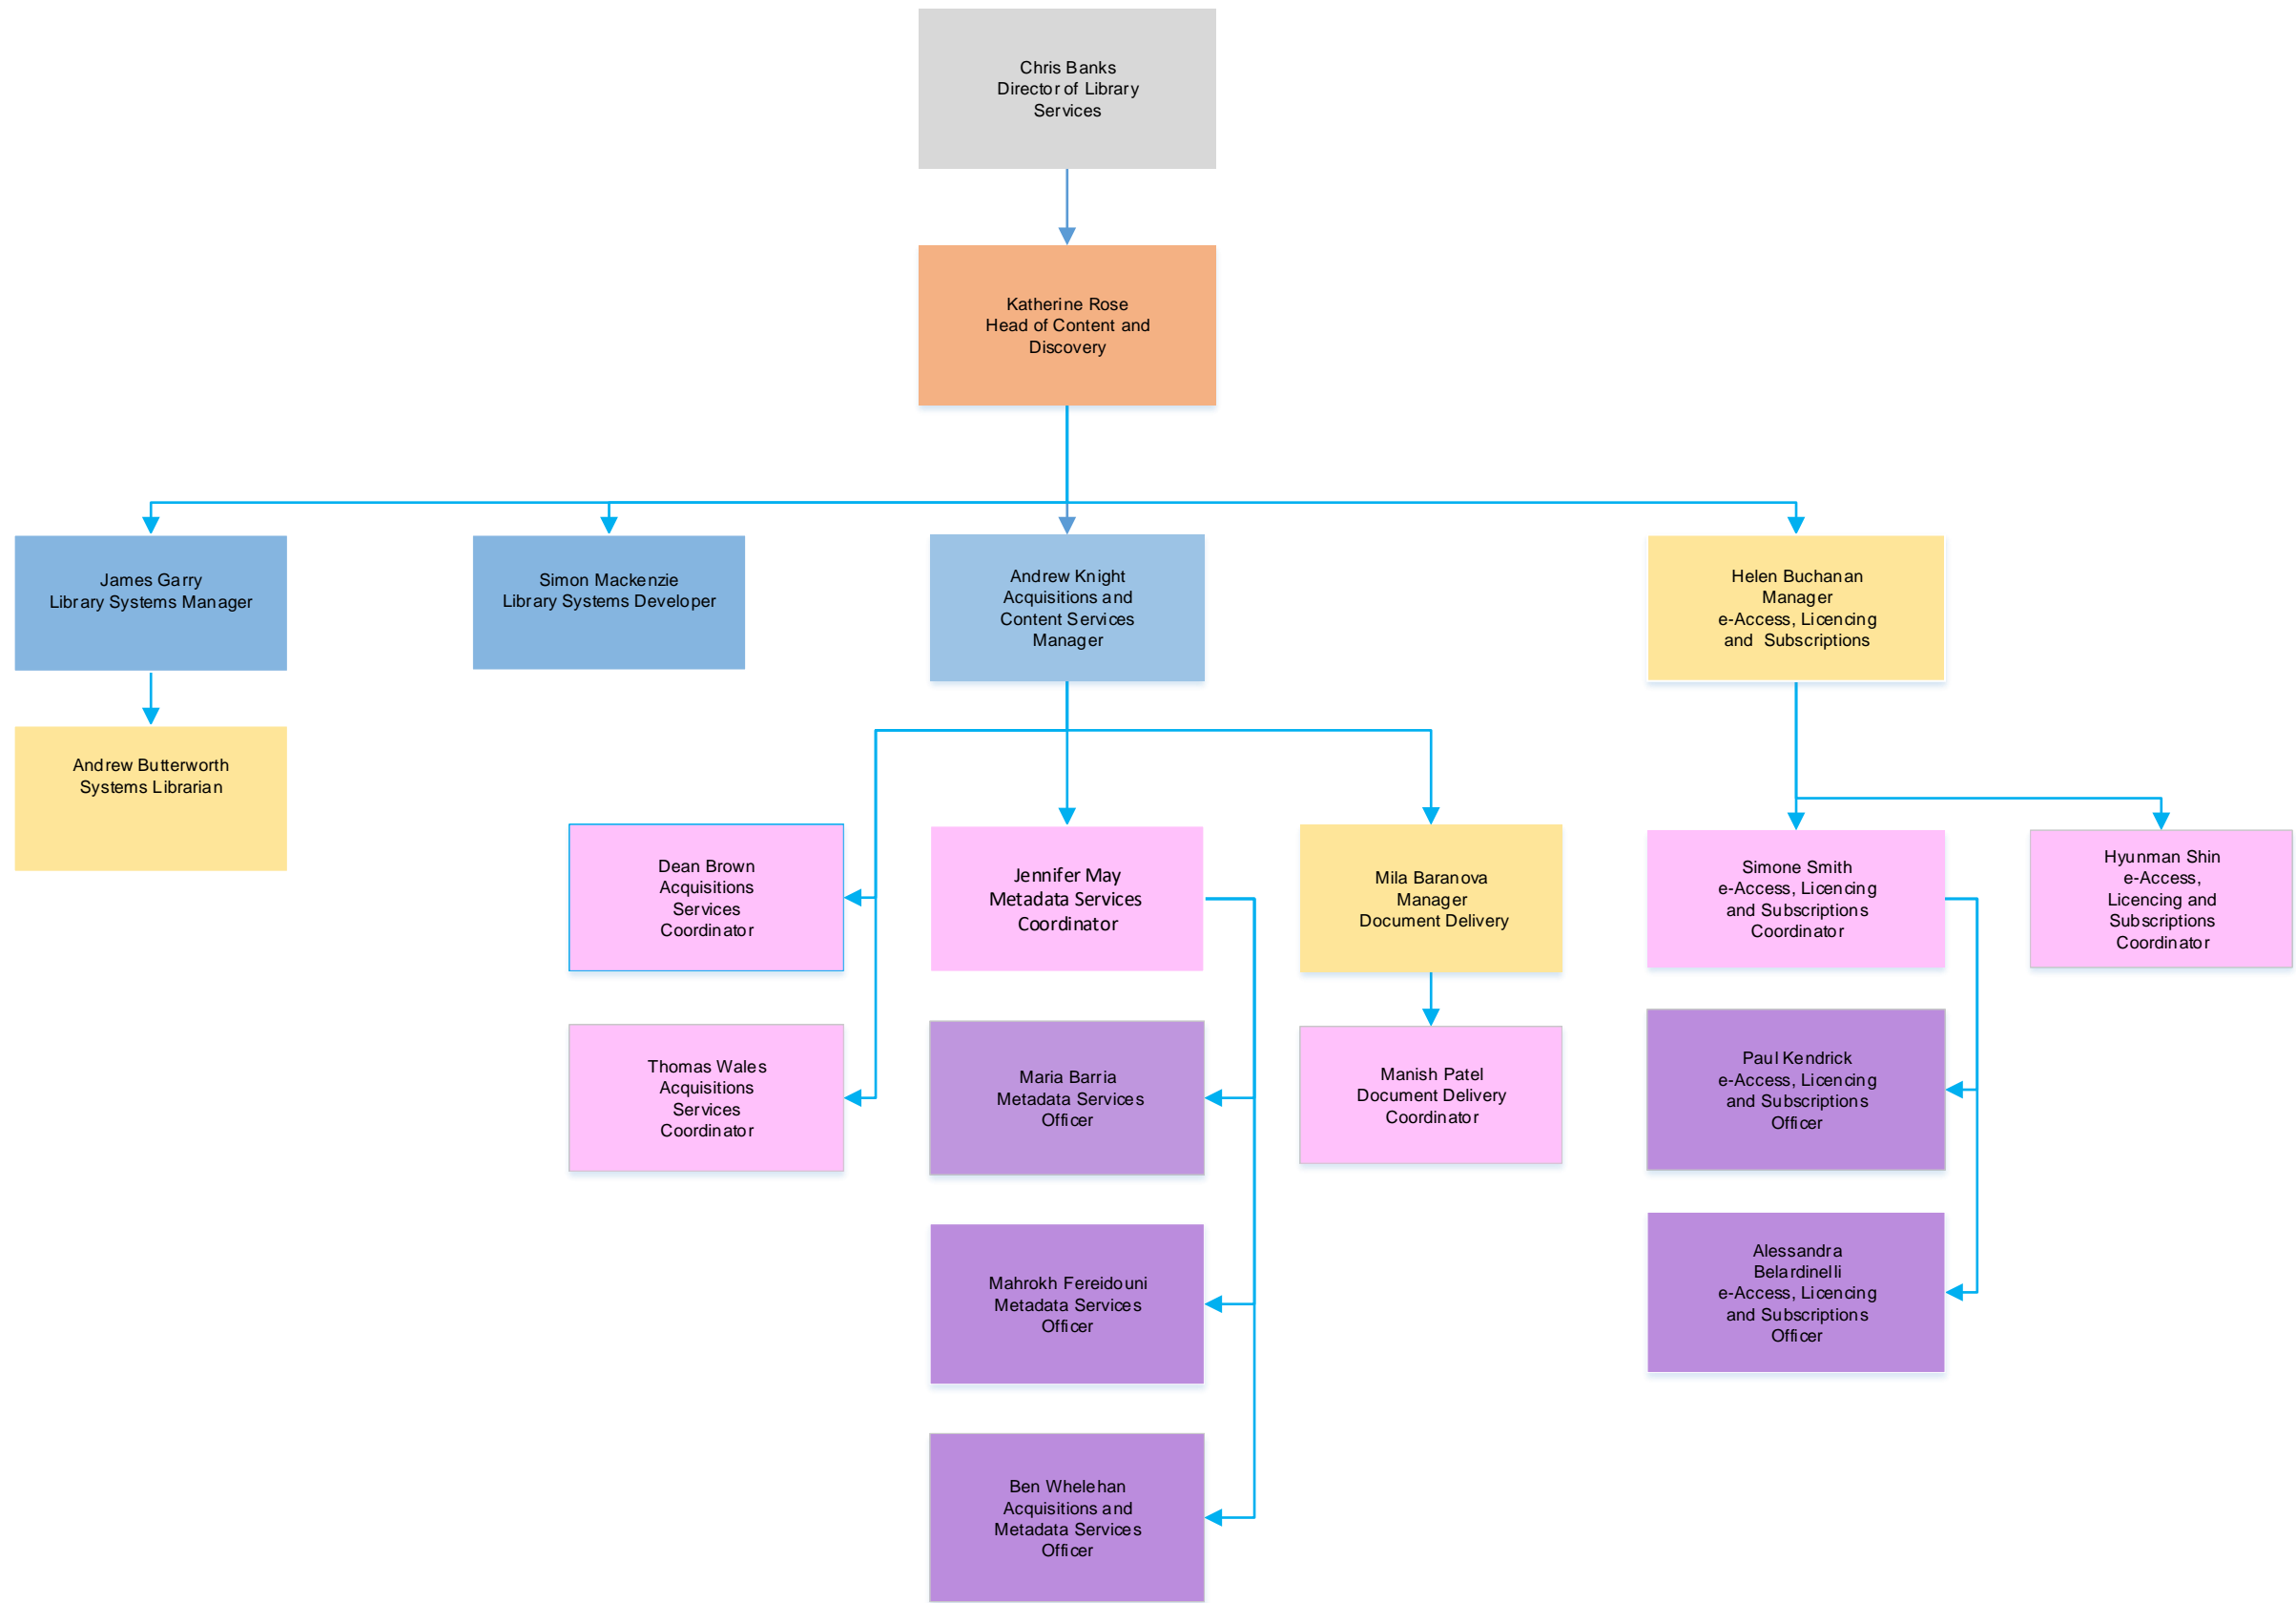 Chris Banks
Director of Library
Services
Katherine Rose
Head of Content and
Discovery
James Garry
Library Systems Manager
Simon Mackenzie
Library Systems Developer
Andrew Knight
Acquisitions and
Content Services
Manager
Helen Buchanan
Manager
e-Access, Licencing
and Subscriptions
Andrew Butterworth
Systems Librarian
Dean Brown
Acquisitions
Services
Coordinator
Jennifer May
Metadata Services
Coordinator
Mila Baranova
Manager
Document Delivery
Simone Smith
e-Access, Licencing
and Subscriptions
Coordinator
Hyunman Shin
e-Access,
Licencing and
Subscriptions
Coordinator
Thomas Wales
Acquisitions
Services
Coordinator
Maria Barria
Metadata Services
Officer
Manish Patel
Document Delivery
Coordinator
Paul Kendrick
e-Access, Licencing
and Subscriptions
Officer
Mahrokh Fereidouni
Metadata Services
Officer
Alessandra
Belardinelli
e-Access, Licencing
and Subscriptions
Officer
Ben Whelehan
Acquisitions and
Metadata Services
Officer